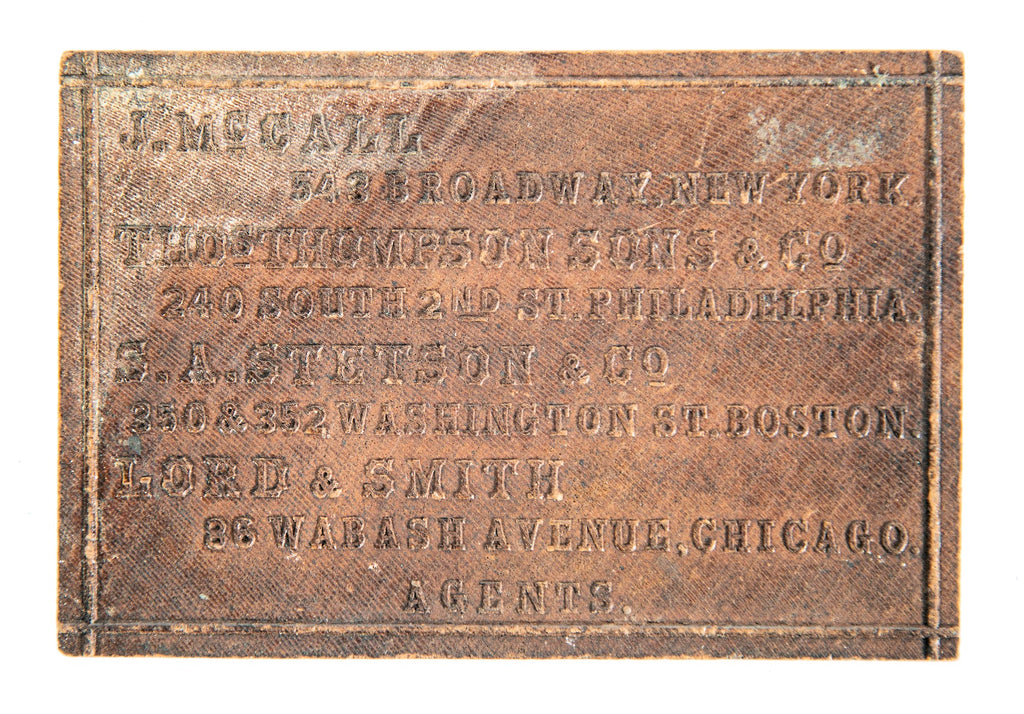 J. McCALL
543 BROADWAY, NEW YORK.
THOS THOMPSON SONS & CO
240 SOUTH 2ND ST. PHILADELPHIA.
S. A. STETSON & CO
350 & 352, WASHINGTON ST. BOSTON.
LORD & SMITH
86 WABASH AVENUE, CHICAGO.
AGENTS.